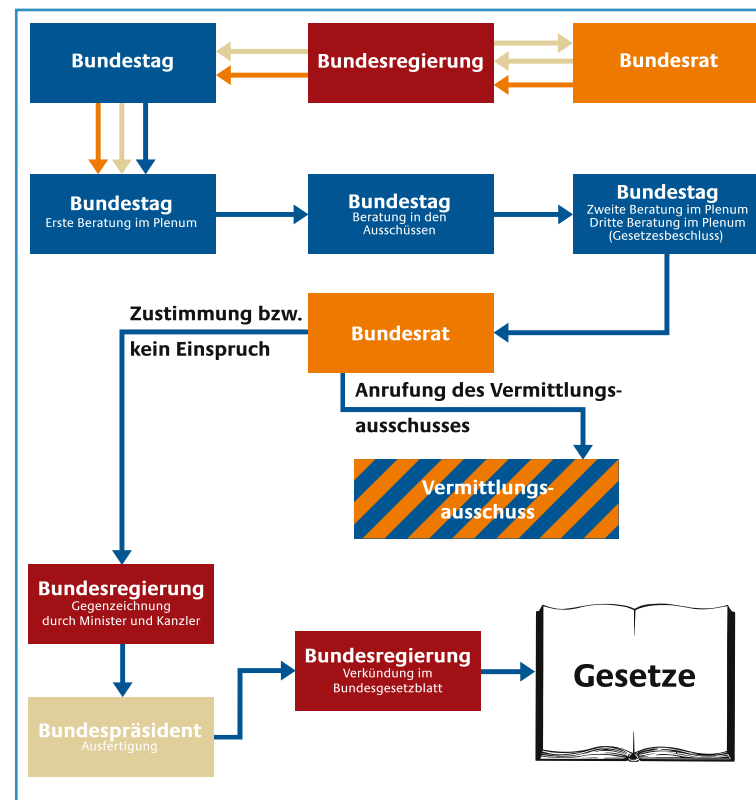 Bundestag
Bundesregierung
Bundesrat
Bundestag
Erste Beratung im Plenum
Bundestag
Beratung in den
Ausschüssen
Bundestag
Zweite Beratung im Plenum
Dritte Beratung im Plenum
(Gesetzesbeschluss)
Zustimmung bzw.
kein Einspruch
Bundesrat
Anrufung des Vermittlungs-
ausschusses
Vermittlungs-
ausschuss
Bundesregierung
Gegenzeichnung
durch Minister und Kanzler
Bundesregierung
Verkündung im
Bundesgesetzblatt
Gesetze
Bundespräsident
Ausfertigung